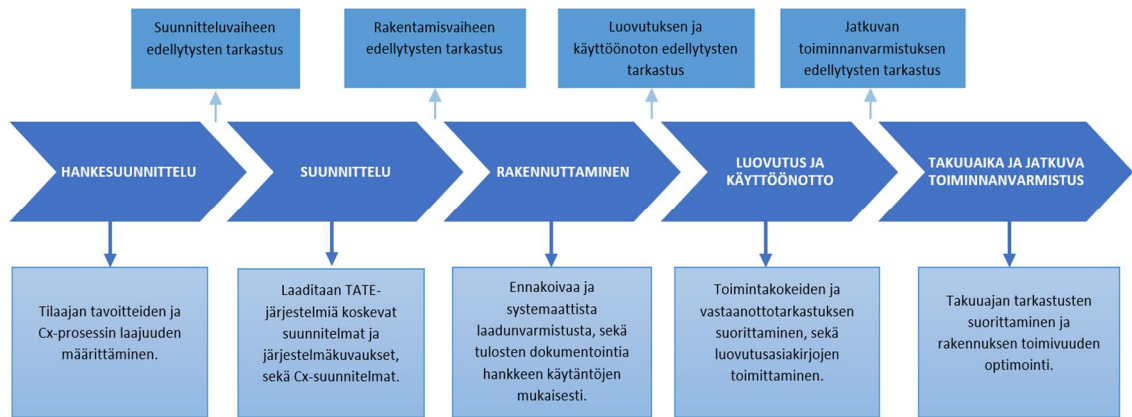 Suunnitteluvaiheen
edellytysten tarkastus
Rakentamisvaiheen
edellytysten tarkastus
Luovutuksen ja
käyttöönoton edellytysten
tarkastus
Jatkuvan
toiminnanvarmistuksen
edellytysten tarkastus
HANKESUUNNITTELU
SUUNNITTELU
RAKENNUTTAMINEN
LUOVUTUS JA
KÄYTTÖÖNOTTO
TAKUUAIKA JA JATKUVA
TOIMINNANVARMISTUS
Tilaajan tavoitteiden ja
Cx-prosessin laajuuden
määrittäminen.
Laaditaan TATE-
järjestelmiä koskevat
suunnitelmat ja
järjestelmäkuvaukset,
sekä Cx-suunnitelmat.
Ennakoivaa ja
systemaattista
laadunvarmistusta, sekä
tulosten dokumentointia
hankkeen käytäntöjen
mukaisesti.
Toimintakokeiden ja
vastaanottotarkastuksen
suorittaminen, sekä
luovutusasiakirjojen
toimittaminen.
Takuuajan tarkastusten
suorittaminen ja
rakennuksen toimivuuden
optimointi.